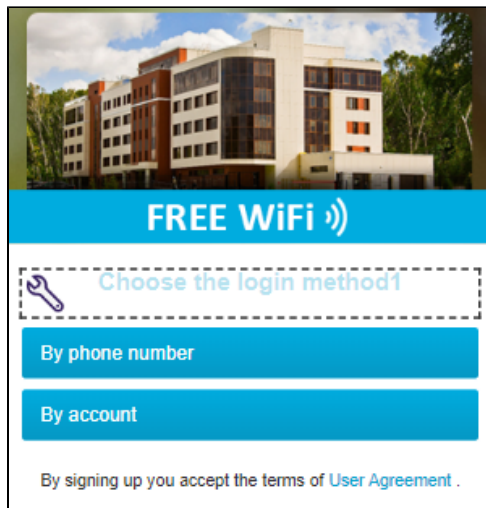 FREE WiFi
Choose the login method1
By phone number
By account
By signing up you accept the terms of User Agreement .